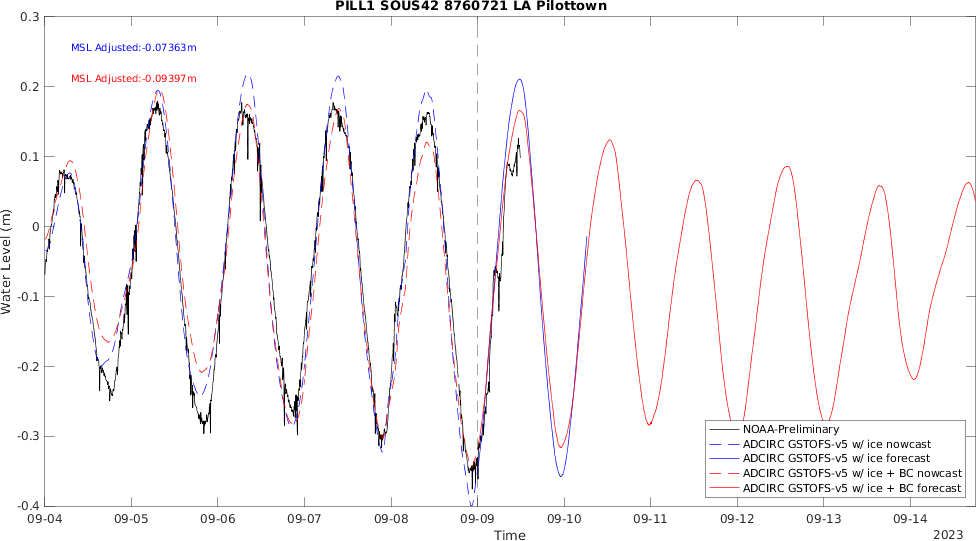 PILL1 SOUS42 8760721 LA Pilottown
MSL Adjusted:-0.07363m
MSL Adjusted:-0.09397m
Water Level (m)
0.3
0.2
0.1
0
-0.1
-0.2
-0.3
-0.4
NOAA-Preliminary
ADCIRC GSTOFS-v5 w/ ice nowcast
ADCIRC GSTOFS-v5 w/ ice forecast
ADCIRC GSTOFS-v5 w/ ice + BC nowcast
ADCIRC GSTOFS-v5 w/ ice + BC forecast
09-04 09-05 09-06 09-07 09-08 09-09 09-10 09-11 09-12 09-13 09-14
Time
2023